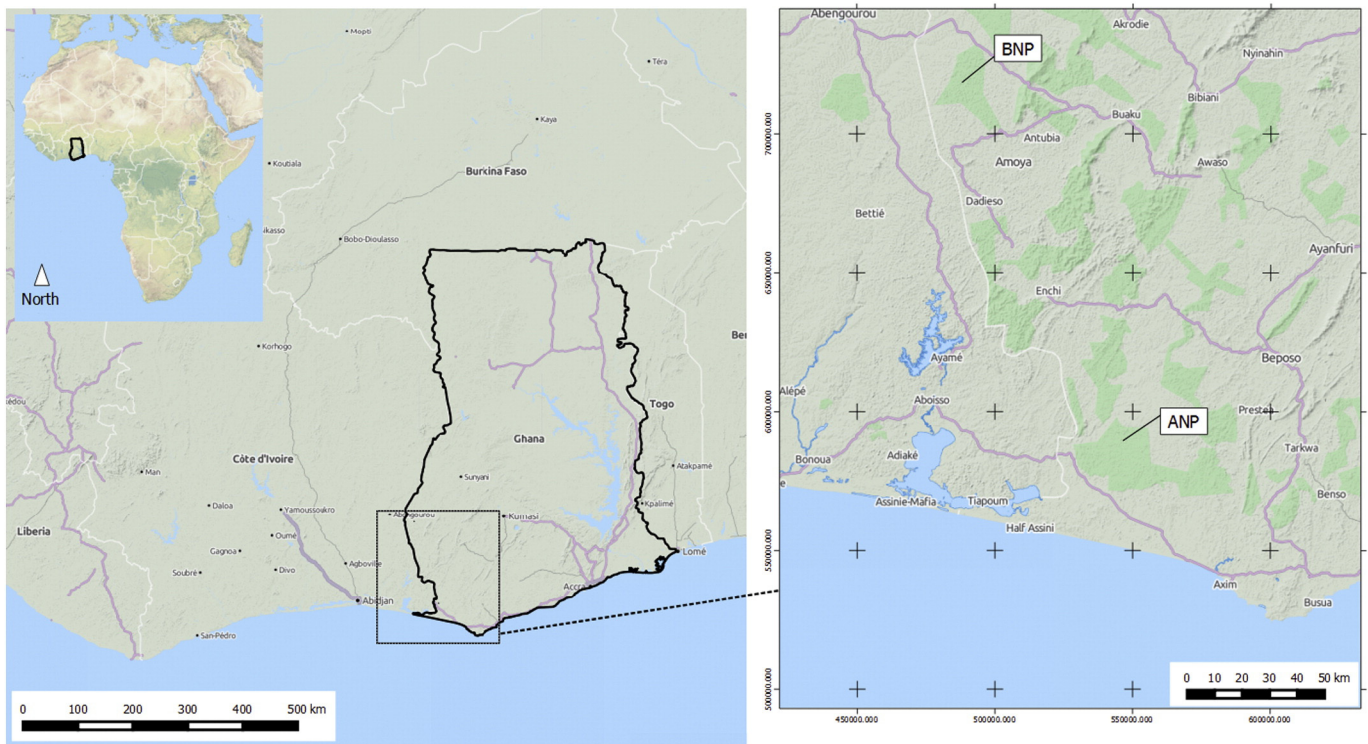 Mopti
Téra
Kaya
Koutiala
Burkina Faso
ikasso
Bobo-Dioulasso
North
Korhogo
Ber
Togo
kédou
Ghana
Côte d'Ivoire
Man
Sunyani
Atakpamé
Daloa
Yamoussoukro
Abengourou
Kumasi
Kpalimé
Liberia
Oumé
Gagnoa
Lomé
Soubré
Divo
Agboville
Accra
Abidjan
San-Pédro
0 100 200 300 400 500 km
Abengourou
Akrodie
BNP
Nyinahin
Bibiani
Buaku
Antubia
Amoya
Awaso
Dadieso
Bettié
Ayanfuri
Enchi
Ayamé
Beposo
Alépé
Aboisso
Prestea
ANP
Tarkwa
Bonoua
Adiaké
e
Assinie-Mafia
Tiapoum
Benso
Half Assini
Axim
Busua
0 10 20 30 40 50 km
700000.000
650000.000
600000.000
550000.000
500000.000
450000.000 500000.000 550000.000 600000.000